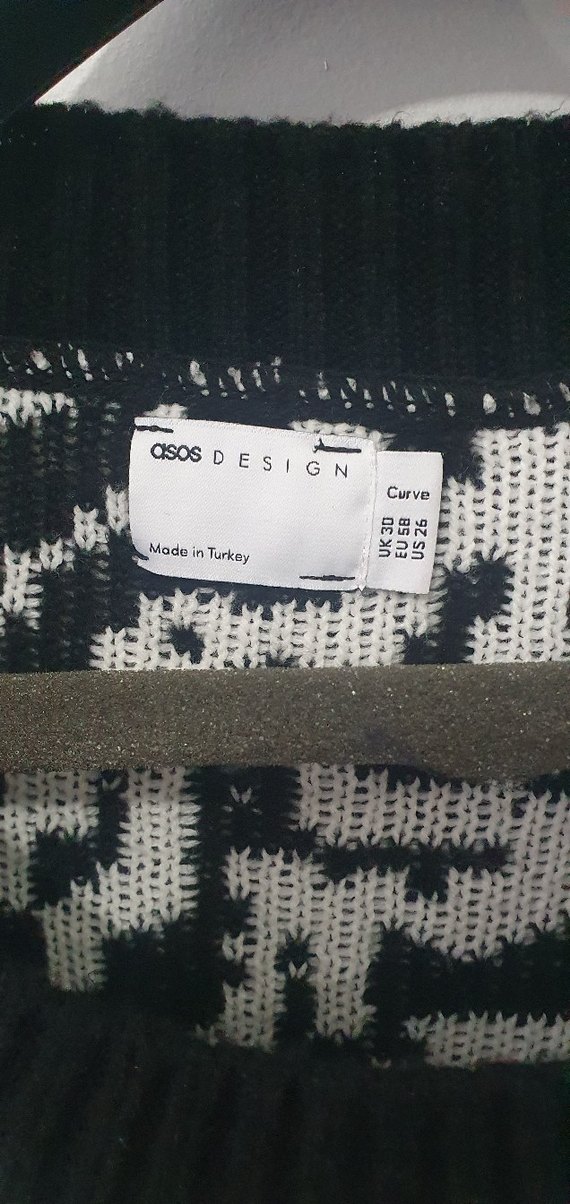 asos DESIGN
Made in Turkey
Curve
UK 30
EU 58
US 26